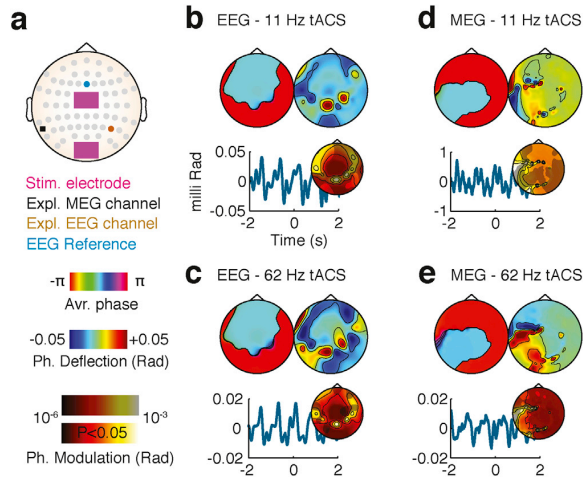 a
Stim. electrode
Expl. MEG channel
Expl. EEG channel
EEG Reference
-π π
Avr. phase
-0.05 +0.05
Ph. Deflection (Rad)
10-6 10-3
P<0.05
Ph. Modulation (Rad)
b EEG - 11 Hz tACS
0.05
0
-0.05
milli Rad
-2 0 2
Time (s)
c EEG - 62 Hz tACS
0.02
0
-0.02
-2 0 2
d MEG - 11 Hz tACS
1
0
-1
-2 0 2
e MEG - 62 Hz tACS
0.02
0
-0.02
-2 0 2